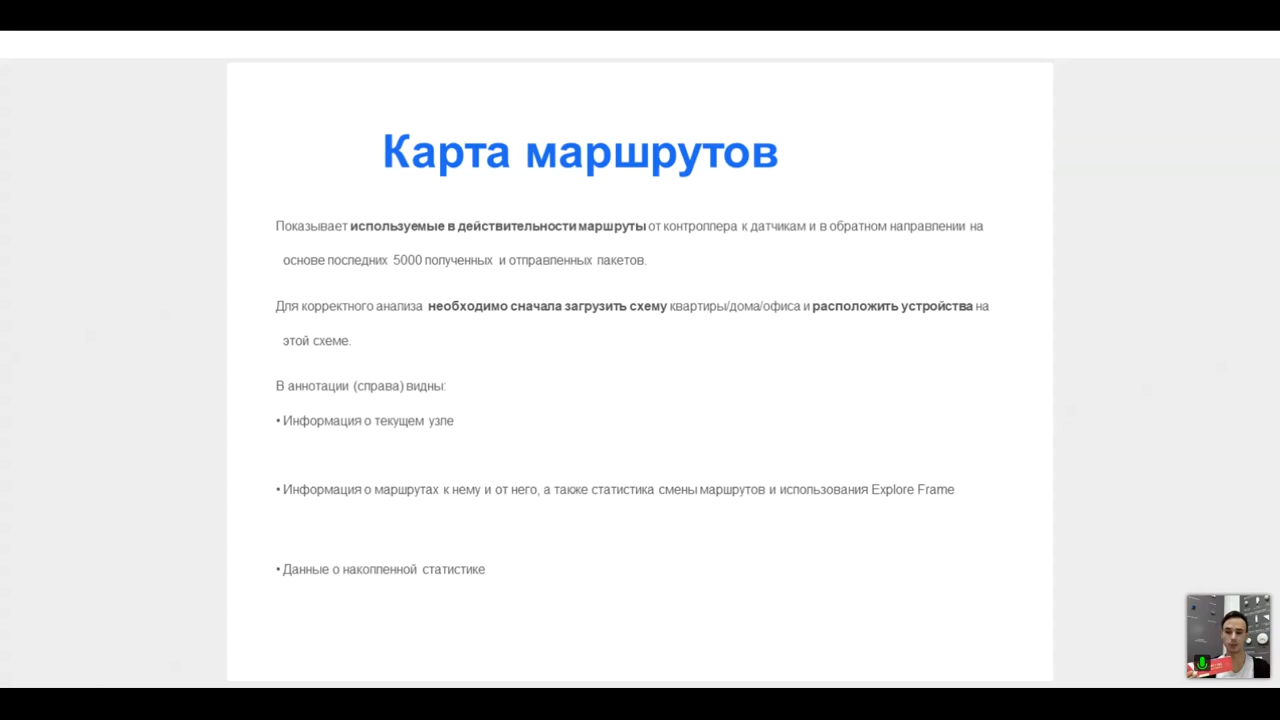 Карта маршрутов
Показывает используемые в действительности маршруты от контроллера к датчикам и в обратном направлении на
основе последних 5000 полученных и отправленных пакетов.
Для корректного анализа необходимо сначала загрузить схему квартиры/дома/офиса и расположить устройства на
этой схеме.
В аннотации (справа) видны:
• Информация о текущем узле
• Информация о маршрутах к нему и от него, а также статистика смены маршрутов и использования Explore Frame
• Данные о накопленной статистике